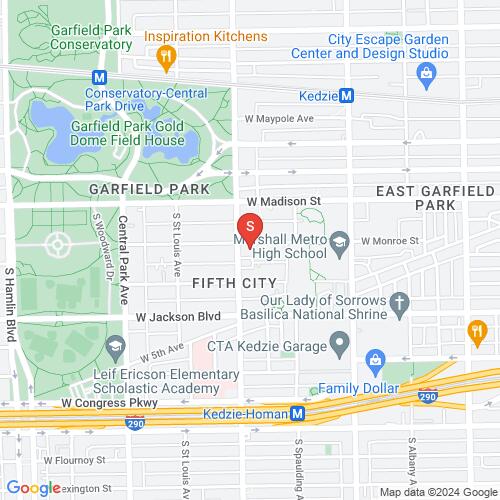 Garfield Park
Conservatory
Inspiration Kitchens
City Escape Garden
Center and Design Studio
M
Conservatory-Central
Park Drive
Kedzie M
W Maypole Ave
Garfield Park Gold
Dome Field House
GARFIELD PARK
EAST GARFIELD
PARK
W Madison St
S Woodward Dr
Central Park Ave
S St Louis Ave
S
Marshall Metro
High School
W Monroe St
S Hamlin Blvd
FIFTH CITY
Our Lady of Sorrows
Basilica National Shrine
W Jackson Blvd
W 5th Ave
CTA Kedzie Garage
Leif Ericson Elementary
Scholastic Academy
Family Dollar
290
W Congress Pkwy
Kedzie-Homan M
290
W Flournoy St
S St Louis Ave
S Spaulding Ave
S Albany Ave
Google
Lexington St
Map data ©2024 Google